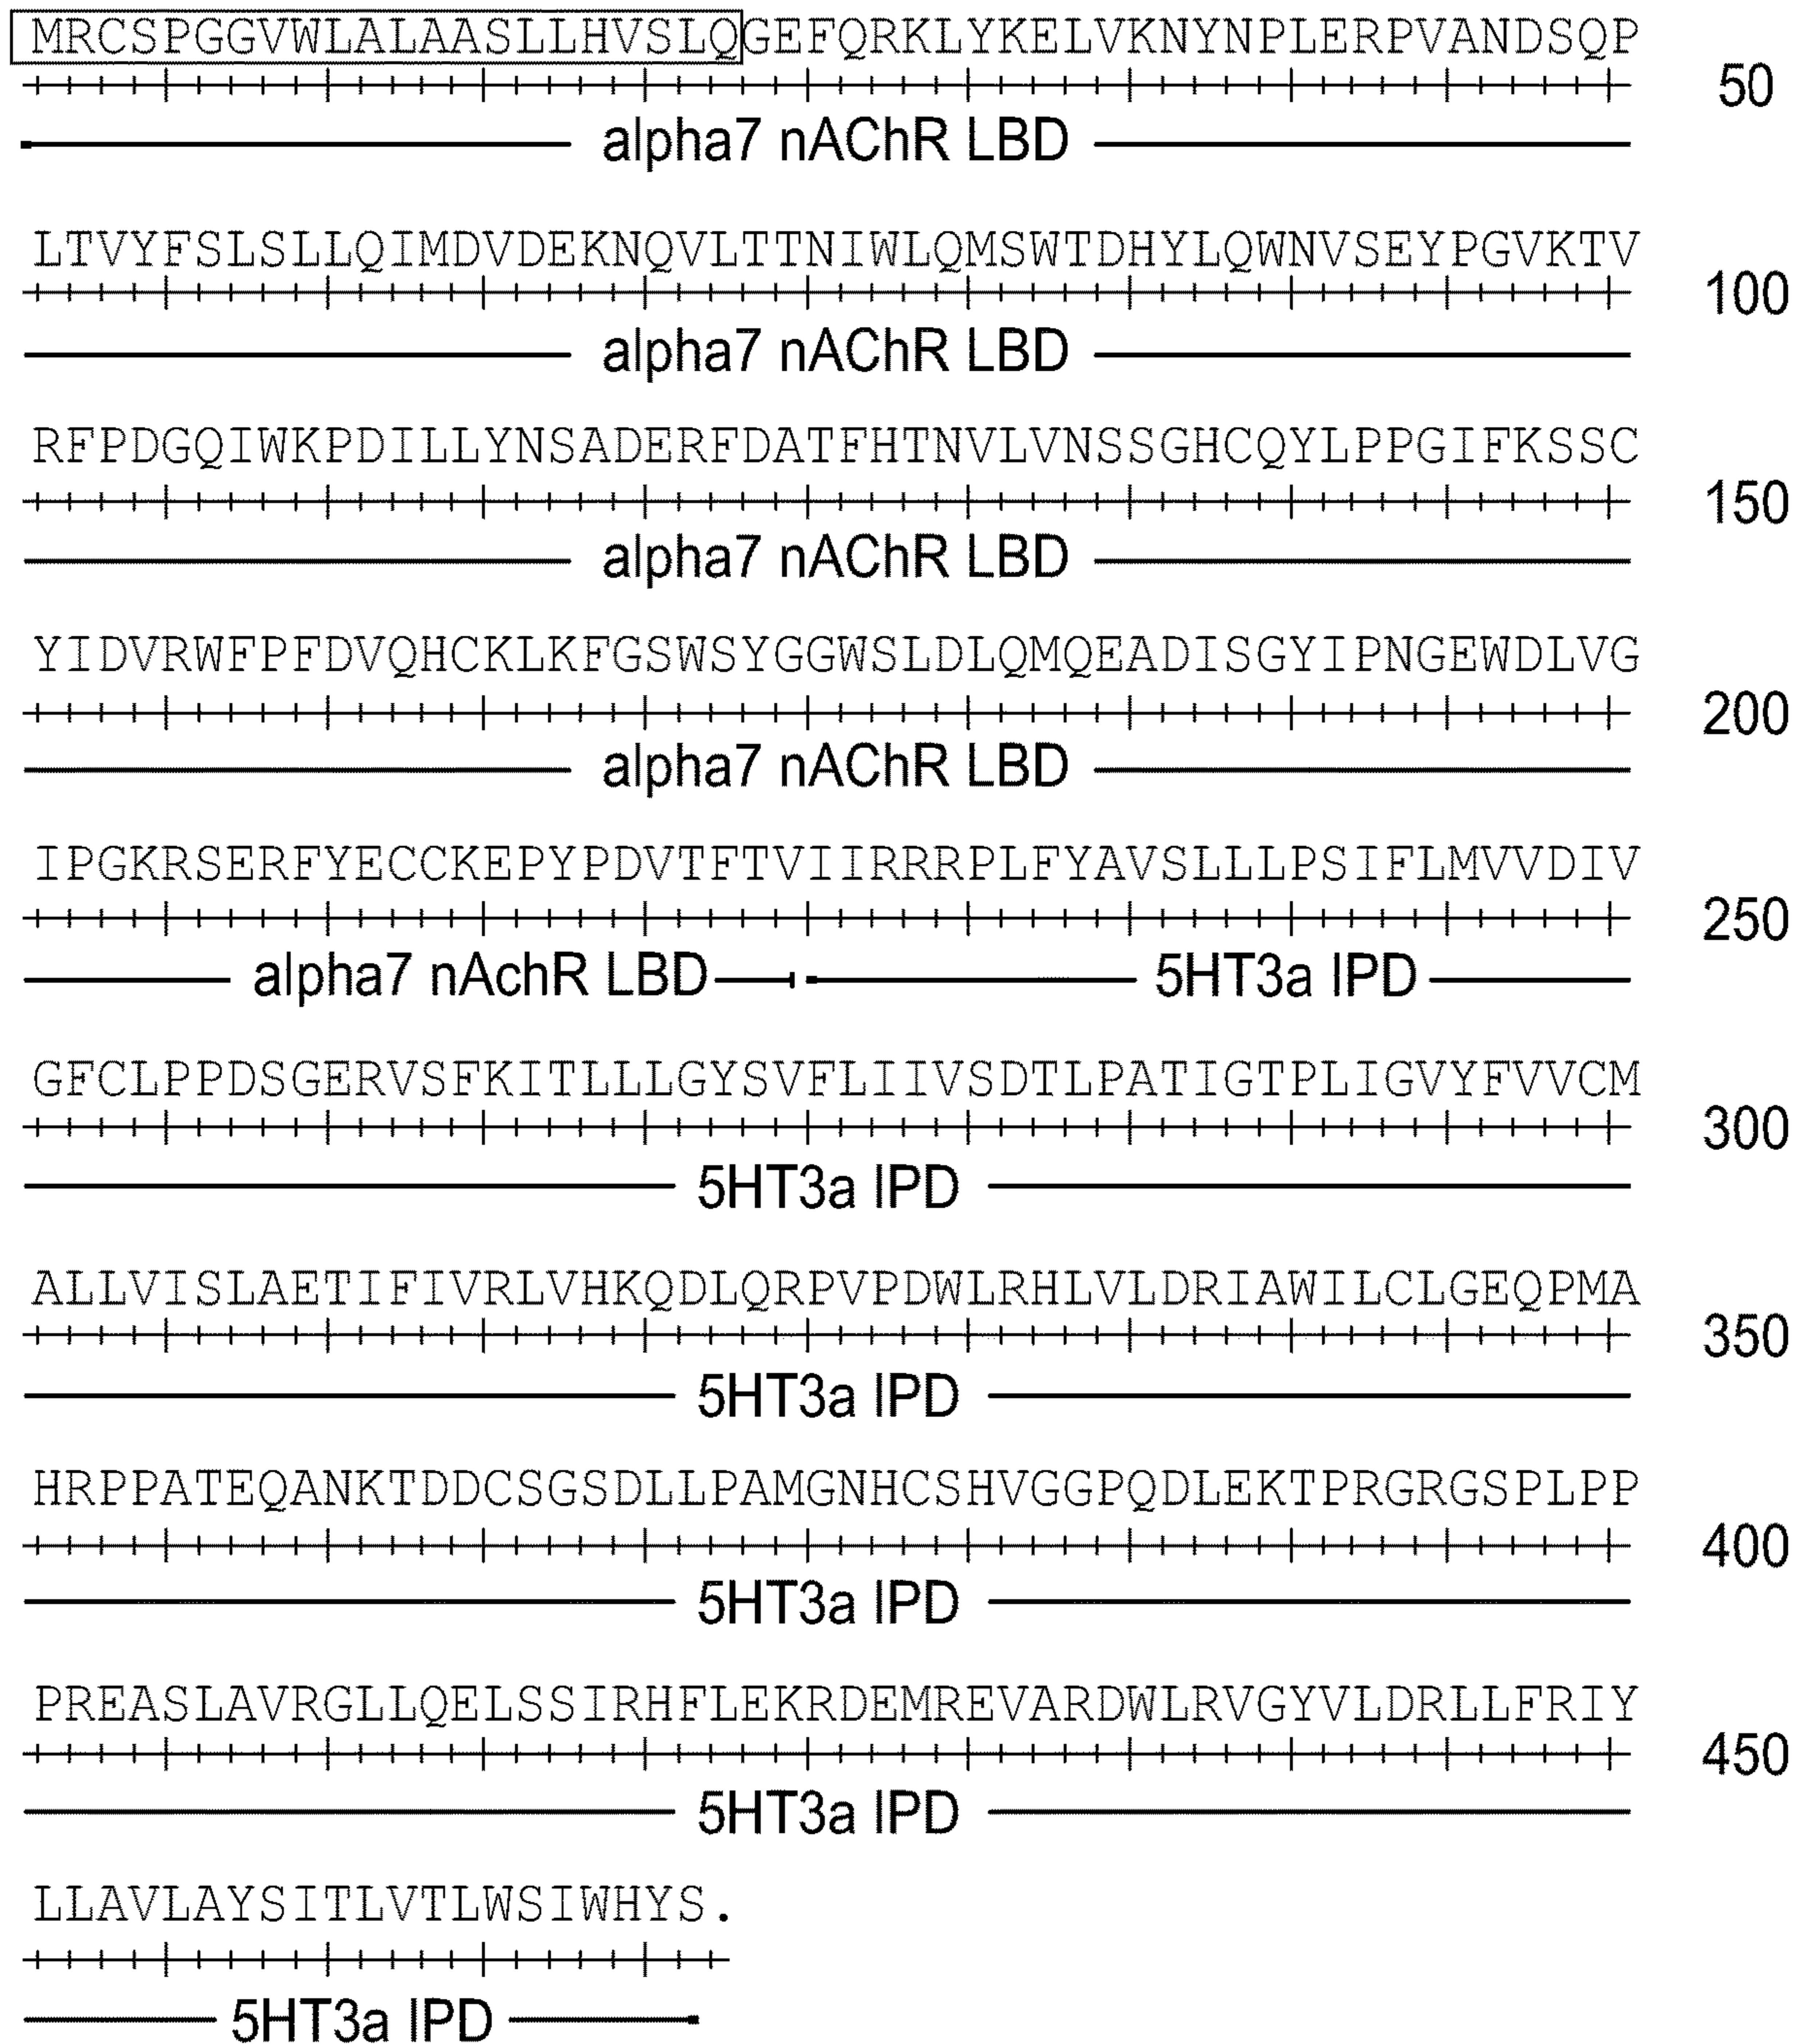 MRCSPGGVWLALAASLLHVSLQGEFQRKLYKELVKNYNPLERPVANDSQP
50
alpha7 nAChR LBD
LTVYFSLSLLQIMDVDEKNQVLTTNIWLQMSWTDHYLQWNVSEYPGVKTV
100
alpha7 nAChR LBD
RFPDGQIWKPDILLYNSADERFDATFHTNVLVNSSGHCQYLPPGIFKSSC
150
alpha7 nAChR LBD
YIDVRWFPFDVQHCKLKFGSWSYGGWSLDLQMQEADISGYIPNGEWDLVG
200
alpha7 nAChR LBD
IPGKRSERFYECCKEPYPDVTFTVIIRRRPLFYAVSLLLPSIFLMVVDIV
250
alpha7 nAchR LBD 5HT3a IPD
GFCLPPDSGERVSFKITLLLGYSVFLIIVSDTLPATIGTPLIGVYFVVCM
300
5HT3a IPD
ALLVISLAETIFIVRLVHKQDLQRPVPDWLRHLVLDRIAWILCLGEQPMA
350
5HT3a IPD
HRPPATEQANKTDDCSGSDLLPAMGNHCSHVGGPQDLEKTPRGRGSPLPP
400
5HT3a IPD
PREASLAVRGLLQELSSIRHFLEKRDEMREVARDWLRVGYVLDRLLFRIY
450
5HT3a IPD
LLAVLAYSITLVTLWSIWHYS.
5HT3a IPD